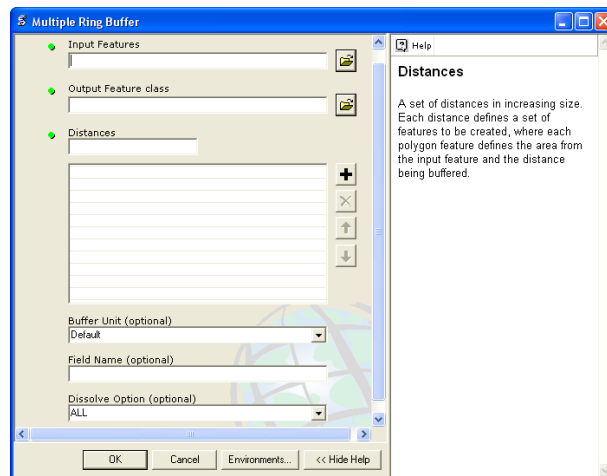 Multiple Ring Buffer
Input Features
Output Feature class
Distances
Buffer Unit (optional)
Default
Field Name (optional)
Dissolve Option (optional)
ALL
OK
Cancel
Environments...
<< Hide Help
Help
Distances
A set of distances in increasing size.
Each distance defines a set of
features to be created, where each
polygon feature defines the area from
the input feature and the distance
being buffered.